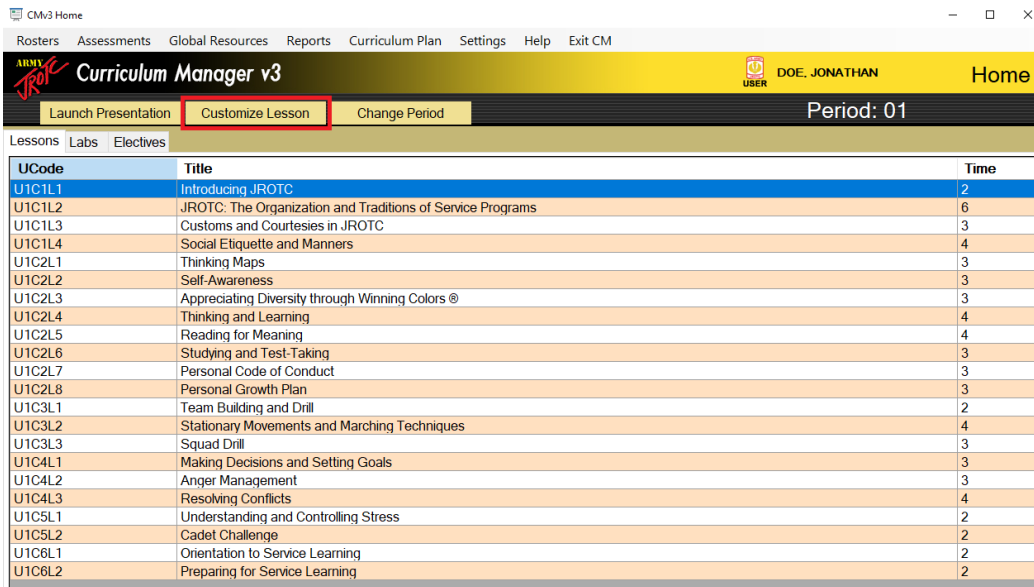 CMv3 Home
Rosters Assessments Global Resources Reports Curriculum Plan Settings Help Exit CM
ARMY JROTC Curriculum Manager v3 USER DOE, JONATHAN Home
Launch Presentation Customize Lesson Change Period Period: 01
Lessons Labs Electives
UCode Title Time
U1C1L1 Introducing JROTC 2
U1C1L2 JROTC: The Organization and Traditions of Service Programs 6
U1C1L3 Customs and Courtesies in JROTC 3
U1C1L4 Social Etiquette and Manners 4
U1C2L1 Thinking Maps 3
U1C2L2 Self-Awareness 3
U1C2L3 Appreciating Diversity through Winning Colors ® 3
U1C2L4 Thinking and Learning 4
U1C2L5 Reading for Meaning 4
U1C2L6 Studying and Test-Taking 3
U1C2L7 Personal Code of Conduct 3
U1C2L8 Personal Growth Plan 3
U1C3L1 Team Building and Drill 2
U1C3L2 Stationary Movements and Marching Techniques 4
U1C3L3 Squad Drill 3
U1C4L1 Making Decisions and Setting Goals 3
U1C4L2 Anger Management 3
U1C4L3 Resolving Conflicts 4
U1C5L1 Understanding and Controlling Stress 2
U1C5L2 Cadet Challenge 2
U1C6L1 Orientation to Service Learning 2
U1C6L2 Preparing for Service Learning 2